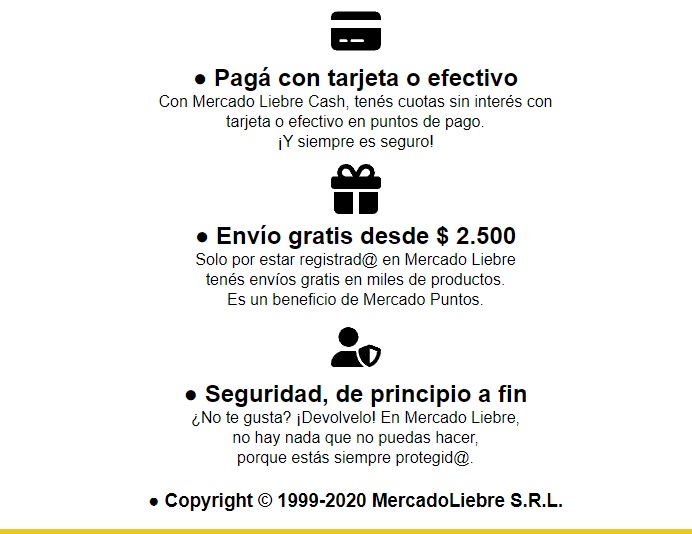 ● Pagá con tarjeta o efectivo
Con Mercado Liebre Cash, tenés cuotas sin interés con
tarjeta o efectivo en puntos de pago.
¡Y siempre es seguro!
● Envío gratis desde $ 2.500
Solo por estar registrad@ en Mercado Liebre
tenés envíos gratis en miles de productos.
Es un beneficio de Mercado Puntos.
● Seguridad, de principio a fin
¿No te gusta? ¡Devolvelo! En Mercado Liebre,
no hay nada que no puedas hacer,
porque estás siempre protegid@.
● Copyright © 1999-2020 MercadoLiebre S.R.L.